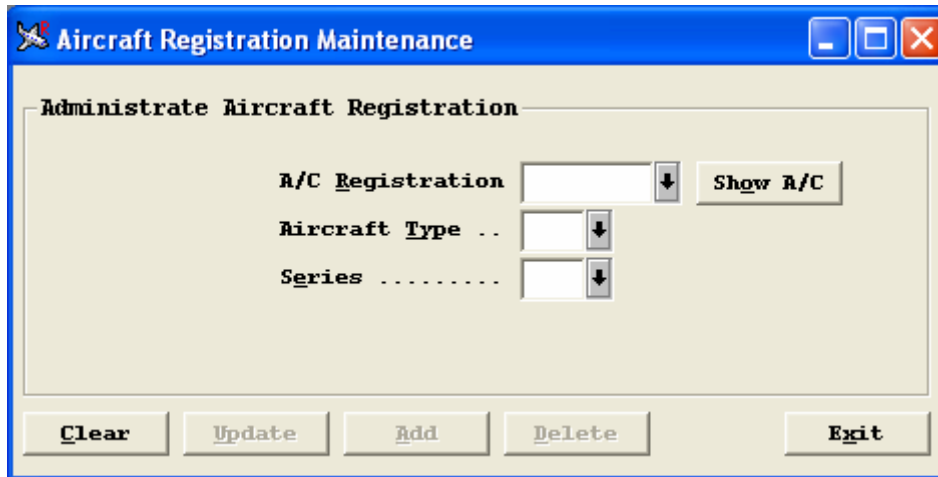 Aircraft Registration Maintenance
Administrate Aircraft Registration
A/C Registration Show A/C
Aircraft Type ..
Series .........
Clear Update Add Delete Exit